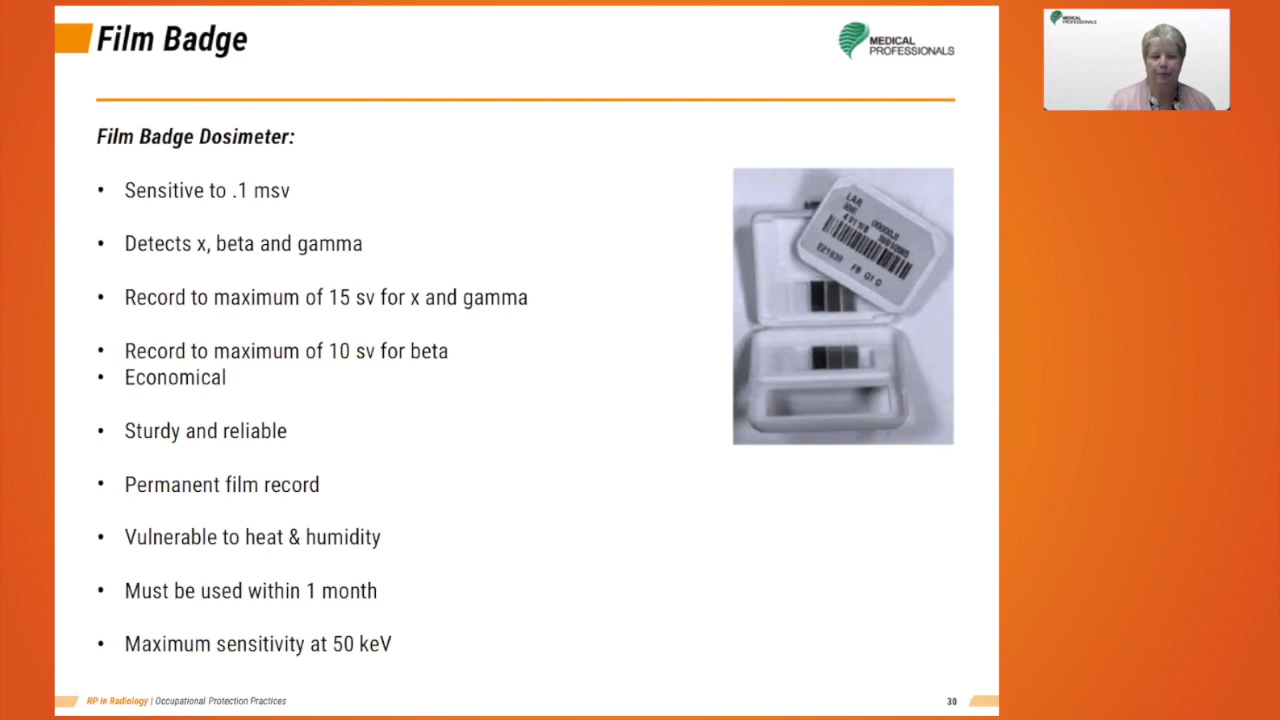 Film Badge
MEDICAL
PROFESSIONALS
MEDICAL
PROFESSIONALS
Film Badge Dosimeter:
• Sensitive to .1 msv
• Detects x, beta and gamma
• Record to maximum of 15 sv for x and gamma
• Record to maximum of 10 sv for beta
• Economical
• Sturdy and reliable
• Permanent film record
• Vulnerable to heat & humidity
• Must be used within 1 month
• Maximum sensitivity at 50 keV
LAR
RP in Radiology | Occupational Protection Practices
30